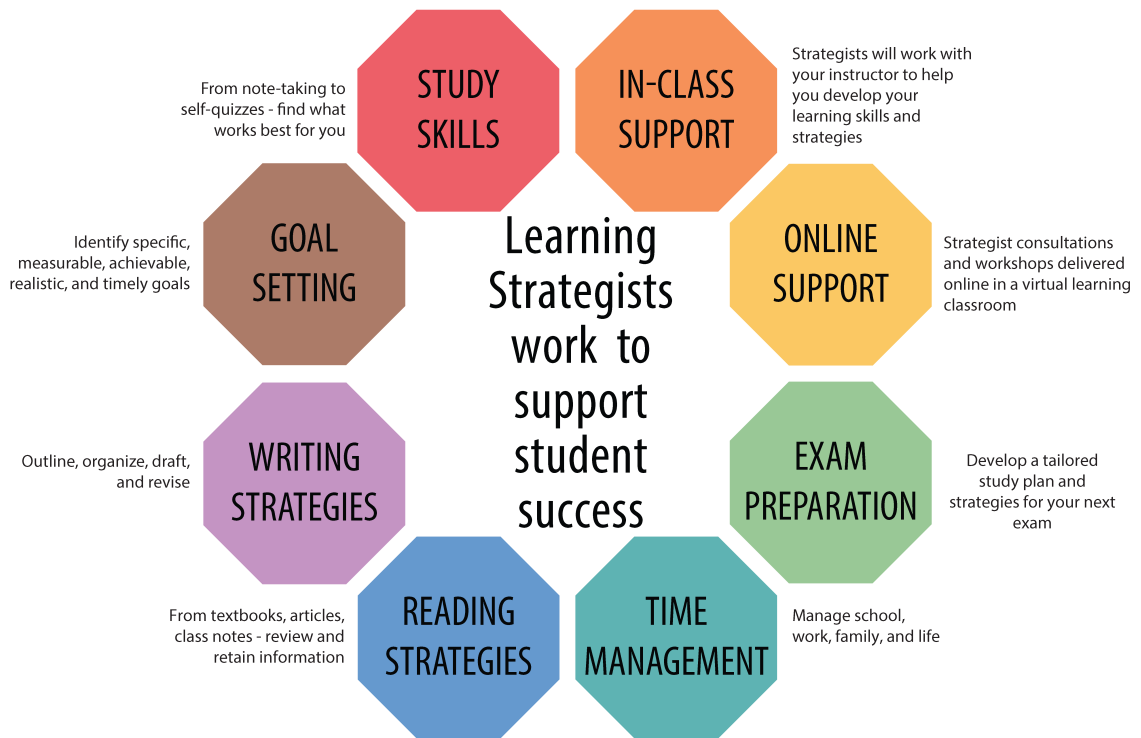 STUDY
SKILLS
From note-taking to
self-quizzes - find what
works best for you
IN-CLASS
SUPPORT
Strategists will work with
your instructor to help
you develop your
learning skills and
strategies
GOAL
SETTING
Identify specific,
measurable, achievable,
realistic, and timely goals
Learning
Strategists
work to
support
student
success
ONLINE
SUPPORT
Strategist consultations
and workshops delivered
online in a virtual learning
classroom
WRITING
STRATEGIES
Outline, organize, draft,
and revise
EXAM
PREPARATION
Develop a tailored
study plan and
strategies for your next
exam
READING
STRATEGIES
From textbooks, articles,
class notes - review and
retain information
TIME
MANAGEMENT
Manage school,
work, family, and life